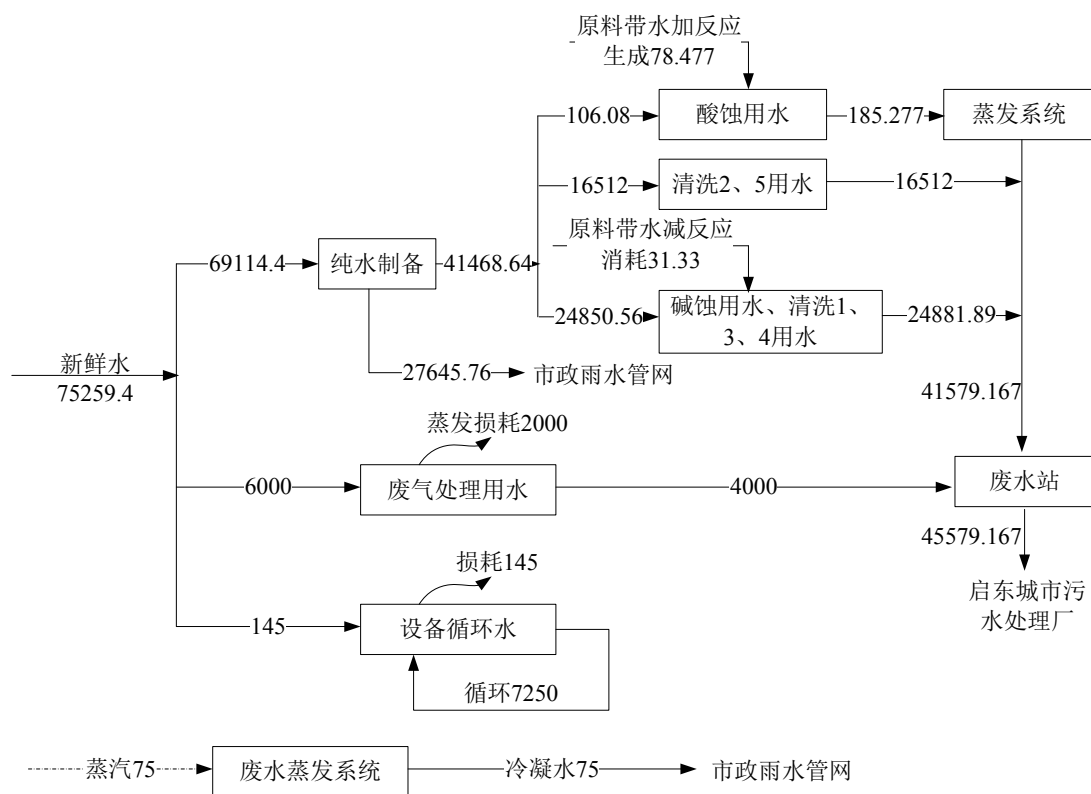 原料带水加反应
生成78.477
106.08
酸蚀用水
185.277
蒸发系统
16512
清洗2、5用水
16512
原料带水减反应
消耗31.33
69114.4
纯水制备
41468.64
24850.56
碱蚀用水、清洗1、
3、4用水
24881.89
新鲜水
75259.4
27645.76
市政雨水管网
41579.167
蒸发损耗2000
6000
废气处理用水
4000
废水站
45579.167
损耗145
启东城市污
水处理厂
145
设备循环水
循环7250
蒸汽75
废水蒸发系统
冷凝水75
市政雨水管网